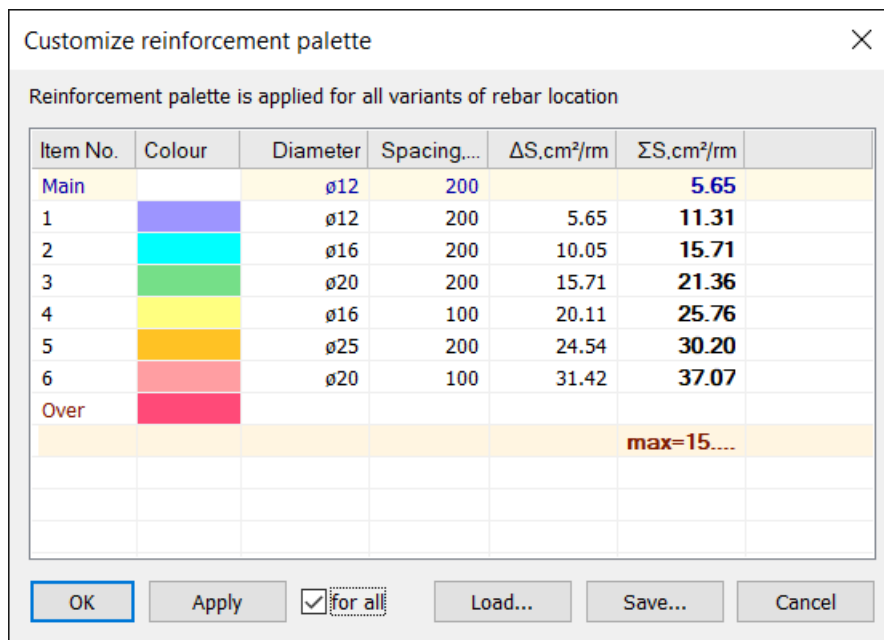 Customize reinforcement palette
Reinforcement palette is applied for all variants of rebar location
Item No. Colour Diameter Spacing,... ΔS,cm²/rm ΣS,cm²/rm
Main ø12 200 5.65
1 ø12 200 5.65 11.31
2 ø16 200 10.05 15.71
3 ø20 200 15.71 21.36
4 ø16 100 20.11 25.76
5 ø25 200 24.54 30.20
6 ø20 100 31.42 37.07
Over
max=15....
OK Apply for all Load... Save... Cancel